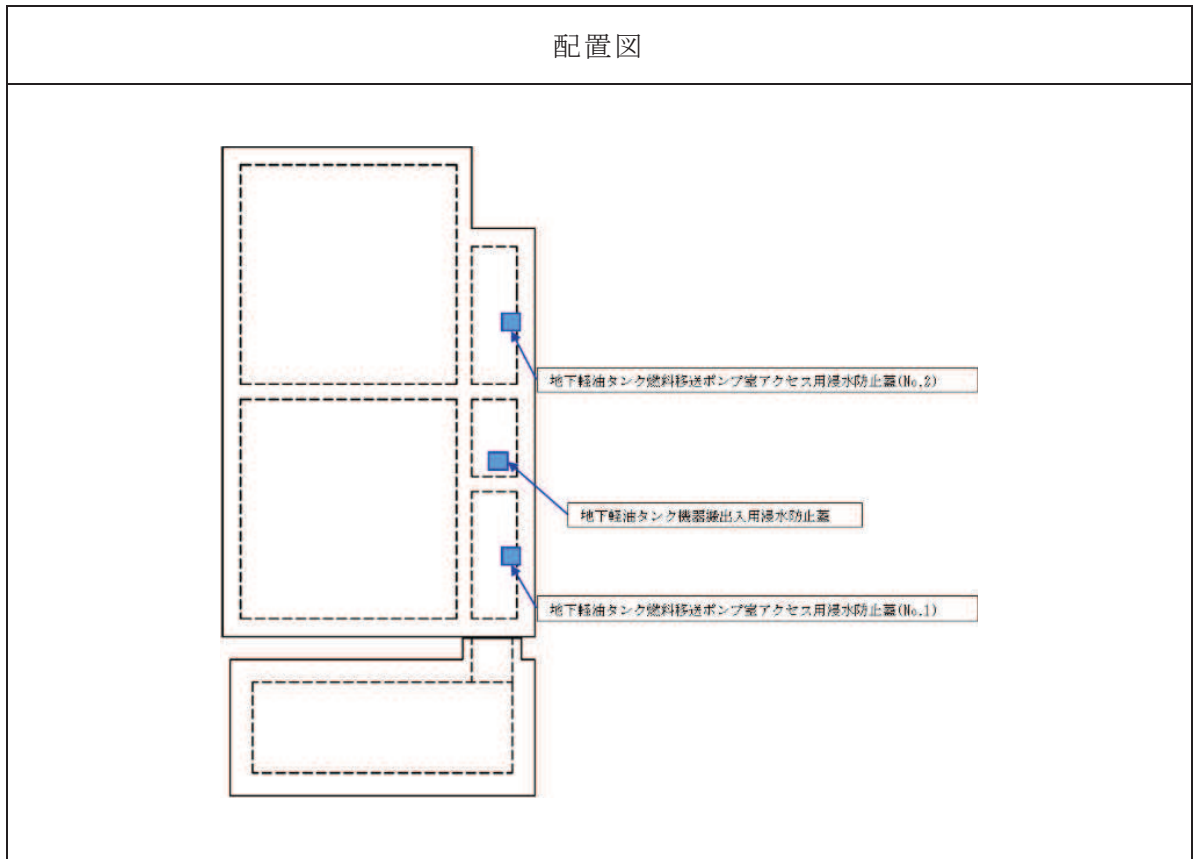 配置図
地下軽油タンク燃料移送ポンプ室アクセス用浸水防止蓋(No.2)
地下軽油タンク機器搬出入用浸水防止蓋
地下軽油タンク燃料移送ポンプ室アクセス用浸水防止蓋(No.1)